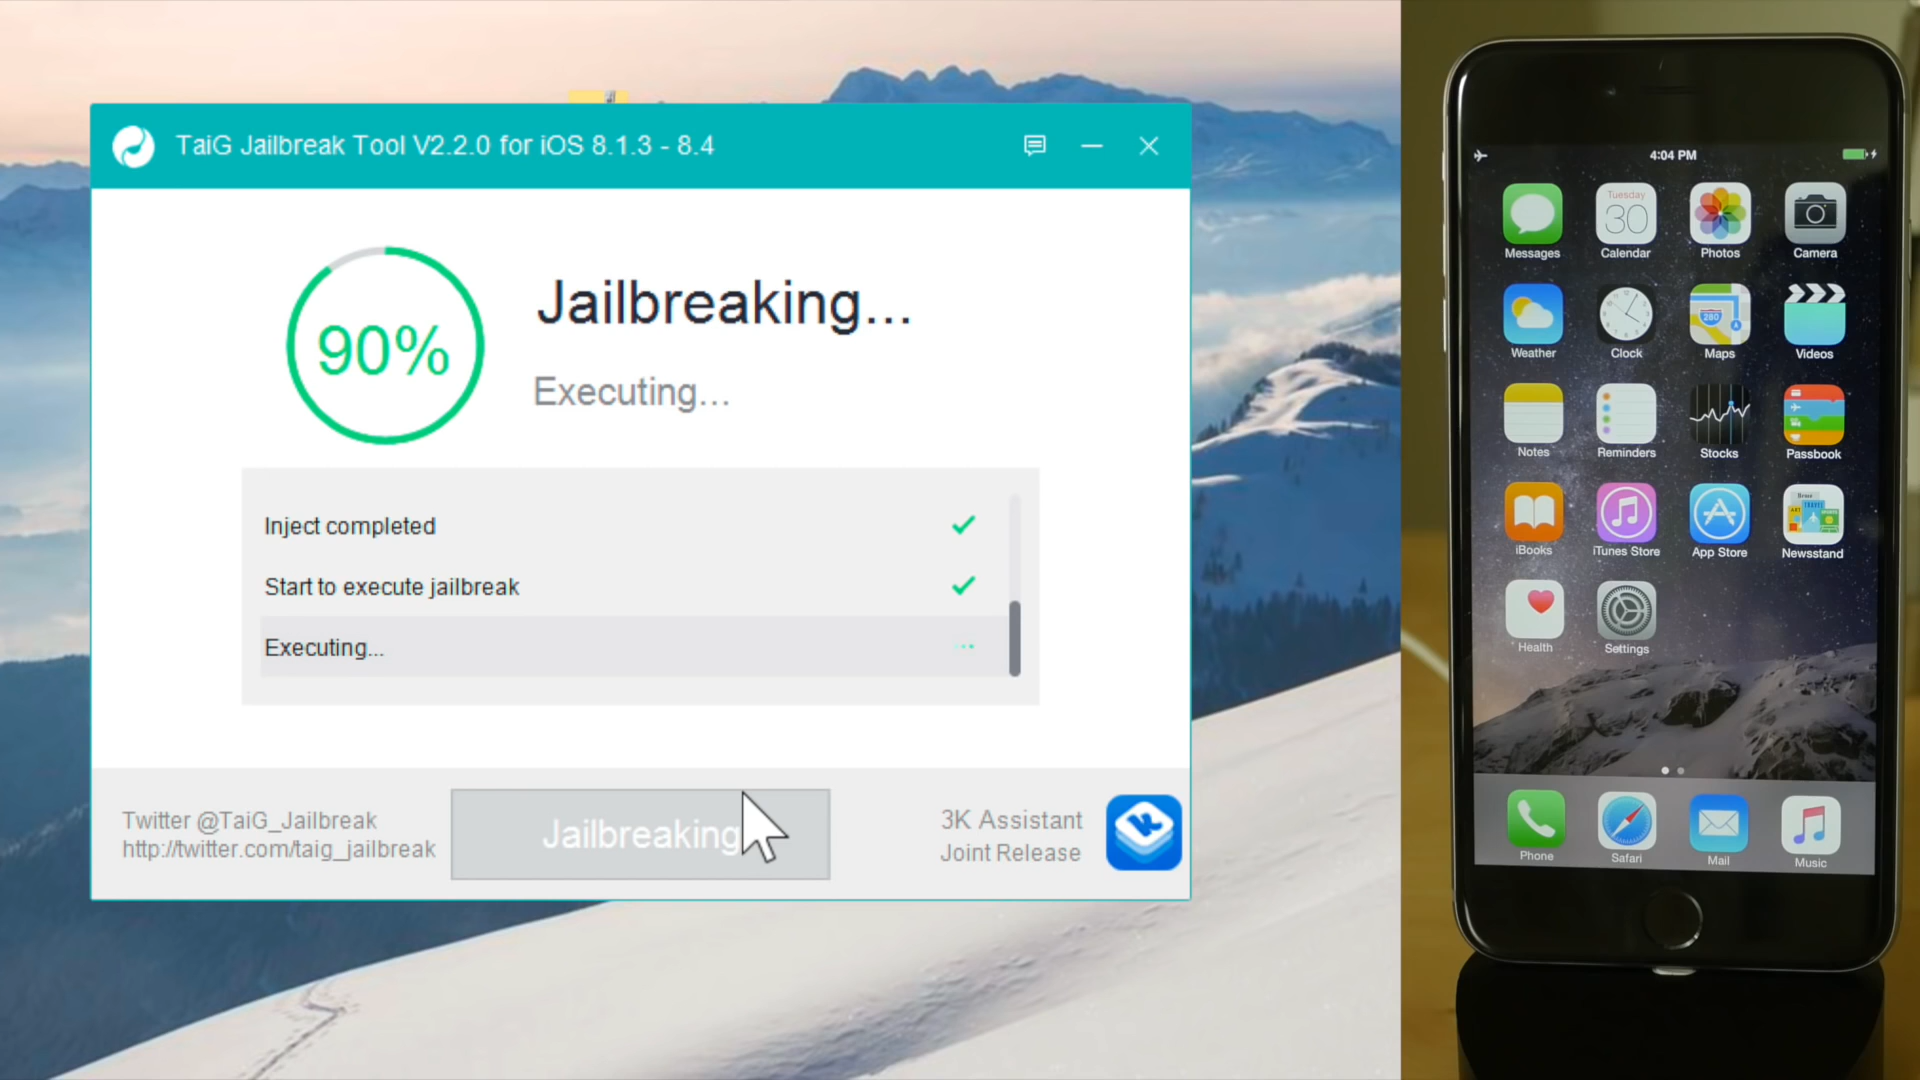 TaiG Jailbreak Tool V2.2.0 for iOS 8.1.3 - 8.4
90%
Jailbreaking...
Executing...
Inject completed
Start to execute jailbreak
Executing...
Twitter @TaiG_Jailbreak
http://twitter.com/taig_jailbreak
Jailbreaking
3K Assistant
Joint Release
4:04 PM
Tuesday
30
Messages
Calendar
Photos
Camera
280
Weather
Clock
Maps
Videos
Notes
Reminders
Stocks
Passbook
iBooks
iTunes Store
App Store
Newsstand
Health
Settings
Phone
Safari
Mail
Music